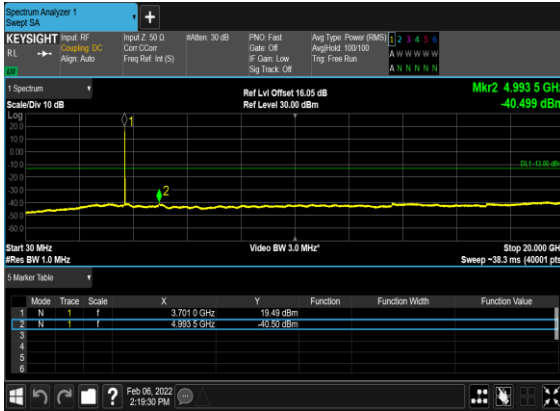 Spectrum Analyzer 1
Swept SA
+
KEYSIGHT Input: RF Input Z: 50 Ω #Atten: 30 dB PNO: Fast Avg Type: Power (RMS) 1 2 3 4 5 6
RL Coupling: DC Corr CCorr Gate: Off Avg|Hold: 100/100 A W W W W W
Align: Auto Freq Ref: Int (S) IF Gain: Low Trig: Free Run
Sig Track: Off A N N N N N
1 Spectrum Ref Lvl Offset 16.05 dB Mkr2 4.993 5 GHz
Scale/Div 10 dB Ref Level 30.00 dBm -40.499 dBm
Log
20.0
10.0
0.00
-10.0
DL1 -13.00 dBm
-20.0
-30.0
-40.0
-50.0
-60.0
1
2
Start 30 MHz Video BW 3.0 MHz* Stop 20.000 GH
#Res BW 1.0 MHz Sweep ~38.3 ms (40001 pts
5 Marker Table
Mode Trace Scale X Y Function Function Width Function Value
1 N 1 f 3.701 0 GHz 19.49 dBm
2 N 1 f 4.993 5 GHz -40.50 dBm
3
4
5
6
? Feb 06, 2022
2:19:30 PM